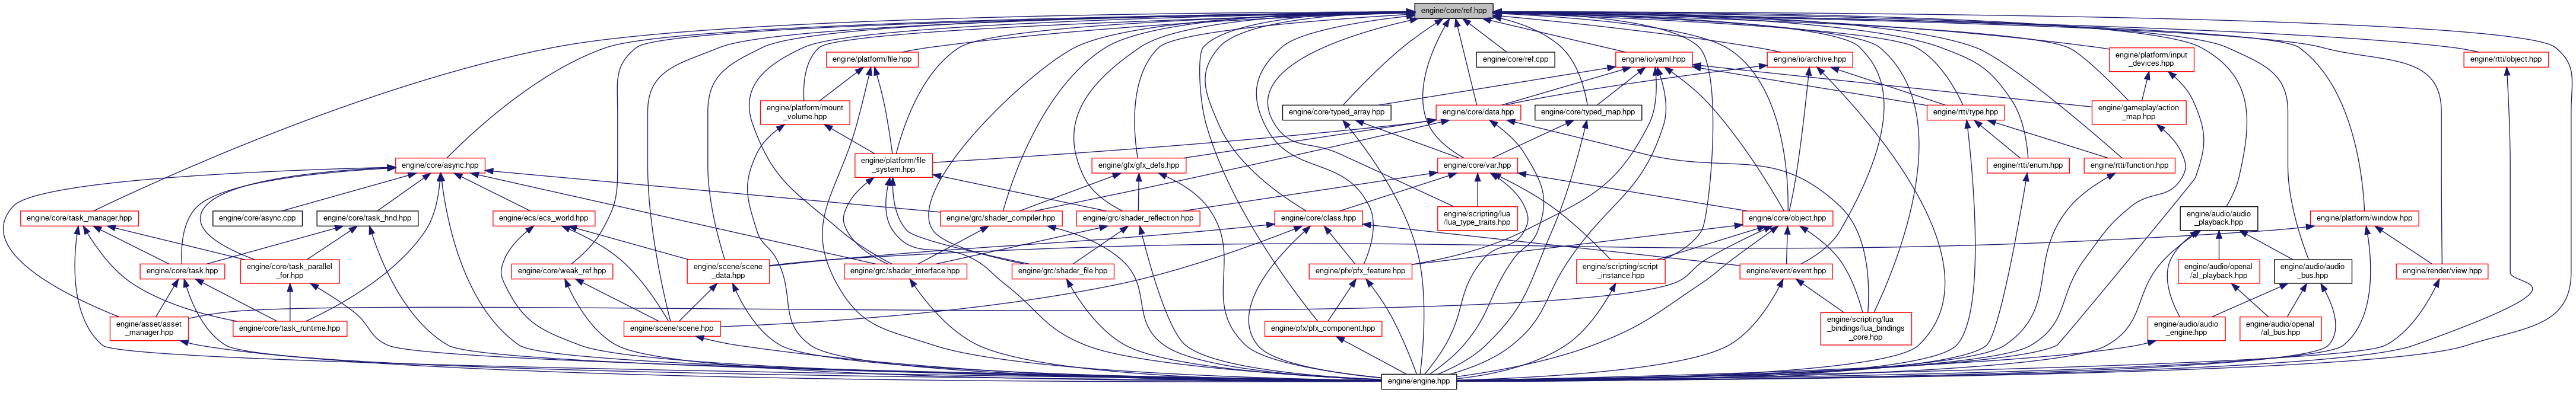 engine/core/ref.hpp
engine/platform/file.hpp
engine/core/ref.cpp
engine/io/yaml.hpp
engine/io/archive.hpp
engine/platform/input
_devices.hpp
engine/rtti/object.hpp
engine/platform/mount
_volume.hpp
engine/core/typed_array.hpp
engine/core/data.hpp
engine/core/typed_map.hpp
engine/rtti/type.hpp
engine/gameplay/action
_map.hpp
engine/core/async.hpp
engine/platform/file
_system.hpp
engine/gfx/gfx_defs.hpp
engine/core/var.hpp
engine/rtti/enum.hpp
engine/rtti/function.hpp
engine/core/task_manager.hpp
engine/core/async.cpp
engine/core/task_hnd.hpp
engine/ecs/ecs_world.hpp
engine/grc/shader_compiler.hpp
engine/grc/shader_reflection.hpp
engine/core/class.hpp
engine/scripting/lua
/lua_type_traits.hpp
engine/core/object.hpp
engine/audio/audio
_playback.hpp
engine/platform/window.hpp
engine/core/task.hpp
engine/core/task_parallel
_for.hpp
engine/core/weak_ref.hpp
engine/scene/scene
_data.hpp
engine/grc/shader_interface.hpp
engine/grc/shader_file.hpp
engine/pfx/pfx_feature.hpp
engine/scripting/script
_instance.hpp
engine/event/event.hpp
engine/audio/openal
/al_playback.hpp
engine/audio/audio
_bus.hpp
engine/render/view.hpp
engine/asset/asset
_manager.hpp
engine/core/task_runtime.hpp
engine/scene/scene.hpp
engine/pfx/pfx_component.hpp
engine/scripting/lua
_bindings/lua_bindings
_core.hpp
engine/audio/audio
_engine.hpp
engine/audio/openal
/al_bus.hpp
engine/engine.hpp